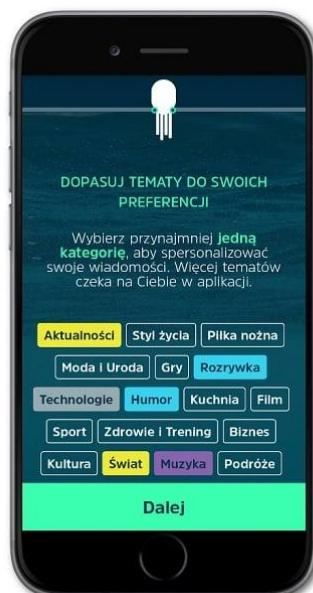 DOPASUJ TEMATY DO SWOICH
PREFERENCJI
Wybierz przynajmniej jedną
kategorię, aby spersonalizować
swoje wiadomości. Więcej tematów
czeka na Ciebie w aplikacji.
Aktualności Styl życia Piłka nożna
Moda i Uroda Gry Rozrywka
Technologie Humor Kuchnia Film
Sport Zdrowie i Trening Biznes
Kultura Świat Muzyka Podróże
Dalej